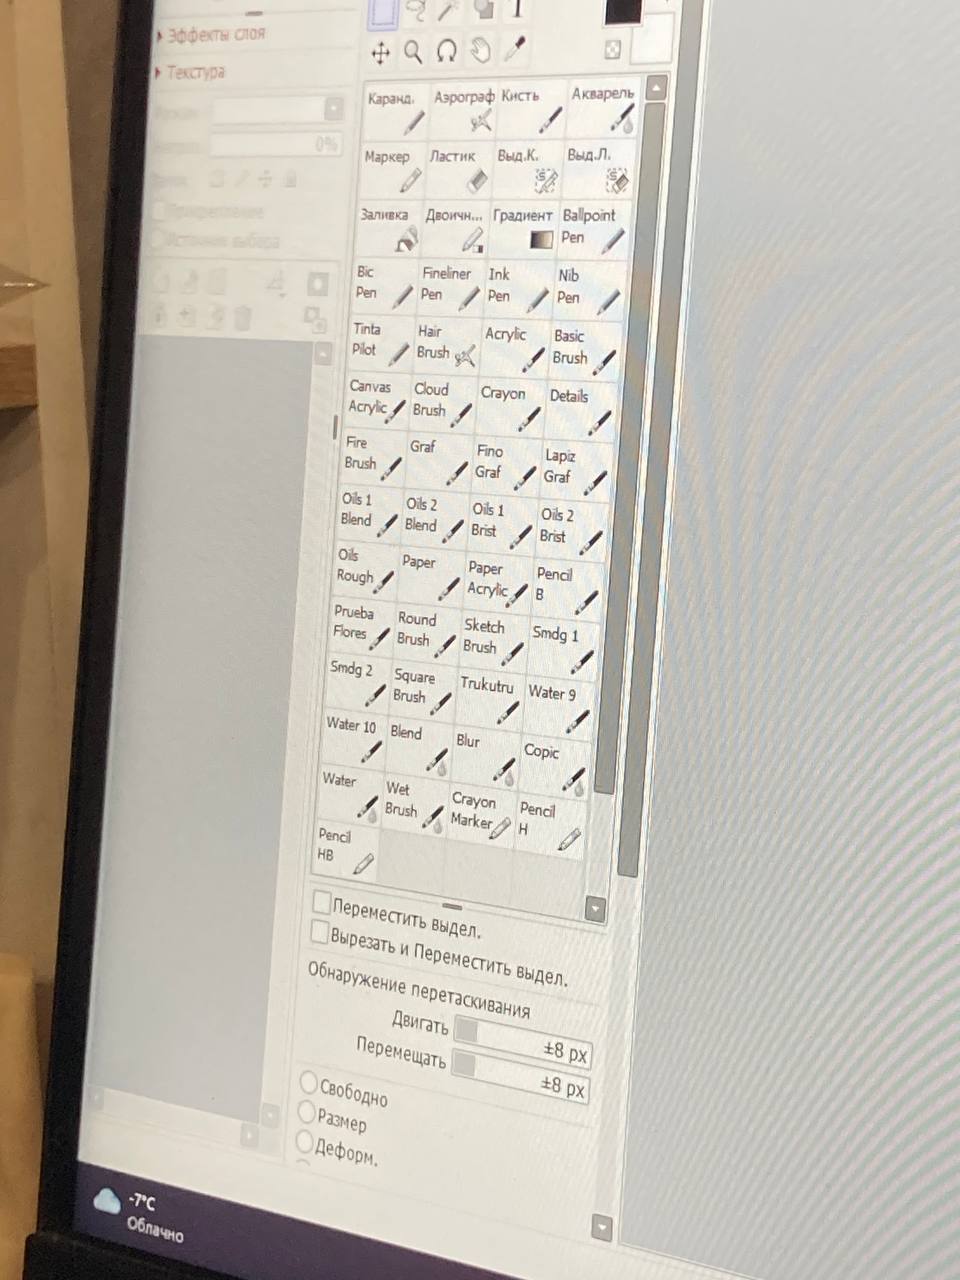 Эффекты слоя
Текстура
0%
Прикрепление
Источник выбора
T
Каранд.
Аэрограф
Кисть
Акварель
Маркер
Ластик
Выд.К.
Выд.Л.
Заливка
Двоичн...
Градиент
Ballpoint
Pen
Bic
Pen
Fineliner
Pen
Ink
Pen
Nib
Pen
Tinta
Pilot
Hair
Brush
Acrylic
Basic
Brush
Canvas
Acrylic
Cloud
Brush
Crayon
Details
Fire
Brush
Graf
Fino
Graf
Lapiz
Graf
Oils 1
Blend
Oils 2
Blend
Oils 1
Brist
Oils 2
Brist
Oils
Rough
Paper
Paper
Acrylic
Pencil
B
Prueba
Flores
Round
Brush
Sketch
Brush
Smdg 1
Smdg 2
Square
Brush
Trukutru
Water 9
Water 10
Blend
Blur
Copic
Water
Wet
Brush
Crayon
Marker
Pencil
H
Pencil
HB
Переместить выдел.
Вырезать и Переместить выдел.
Обнаружение перетаскивания
Двигать ±8 px
Перемещать ±8 px
Свободно
Размер
Деформ.
-7°C
Облачно